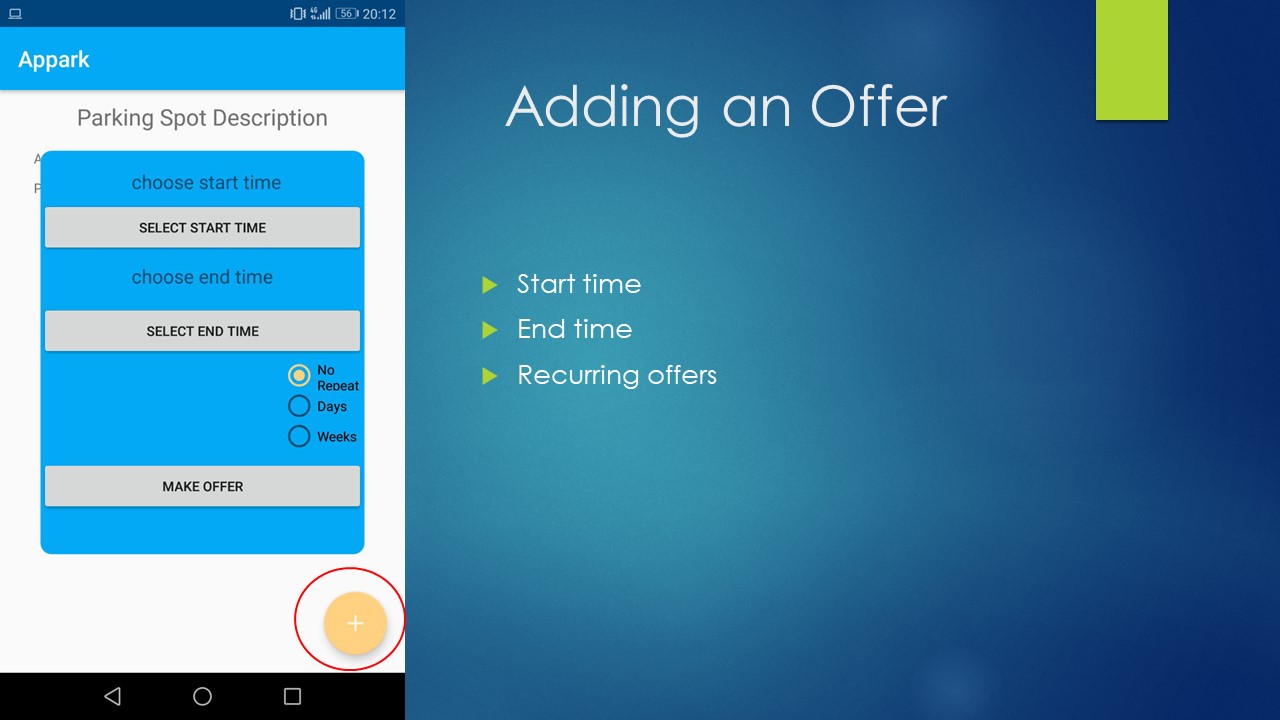 4G
56
20:12
Appark
Parking Spot Description
A
P
choose start time
SELECT START TIME
choose end time
SELECT END TIME
No
Repeat
Days
Weeks
MAKE OFFER
+
Adding an Offer
Start time
End time
Recurring offers